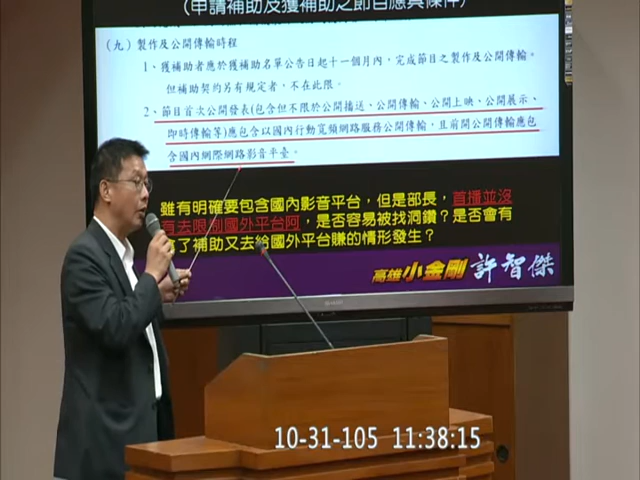 (申請補助及獲補助之節目應具條件)
(九)製作及公開傳輸時程
1、獲補助者應於獲補助名單公告日起十一個月內，完成節目之製作及公開傳輸。
但補助契約另有規定者，不在此限。
2、節目首次公開發表(包含但不限於公開播送、公開傳輸、公開上映、公開展示、
即時傳輸等)應包含以國內行動寬頻網路服務公開傳輸，且前開公開傳輸應包
含國內網際網路影音平臺。
雖有明確要包含國內影音平台，但是部長，首播並沒
有去限制國外平台阿，是否容易被找洞鑽？是否會有
拿了補助又去給國外平台賺的情形發生？
高雄小金剛 許智傑
10-31-105 11:38:15